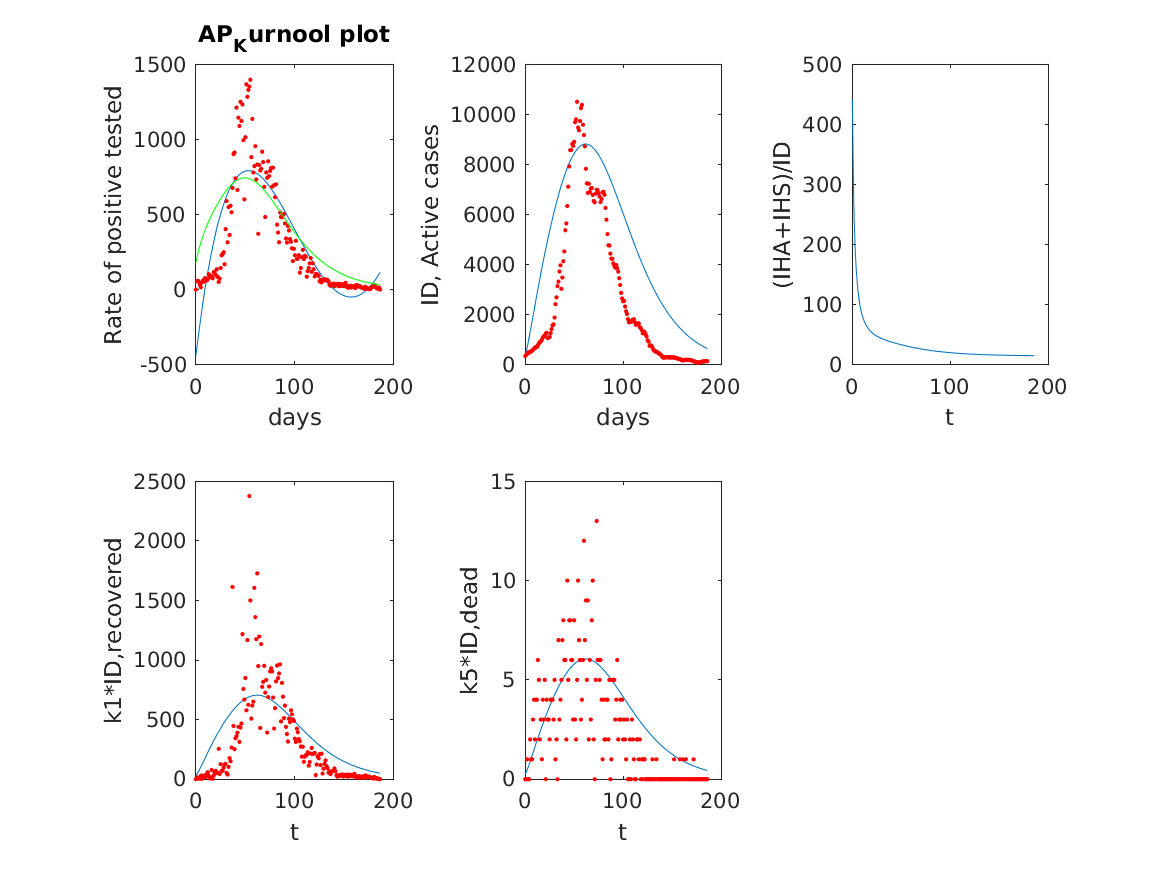 AP_Kurnool plot
1500
1000
500
0
-500
0 100 200
days
Rate of positive tested
12000
10000
8000
6000
4000
2000
0
0 100 200
days
ID, Active cases
500
400
300
200
100
0
0 100 200
t
(IHA+IHS)/ID
2500
2000
1500
1000
500
0
0 100 200
t
k1*ID,recovered
15
10
5
0
0 100 200
t
k5*ID,dead